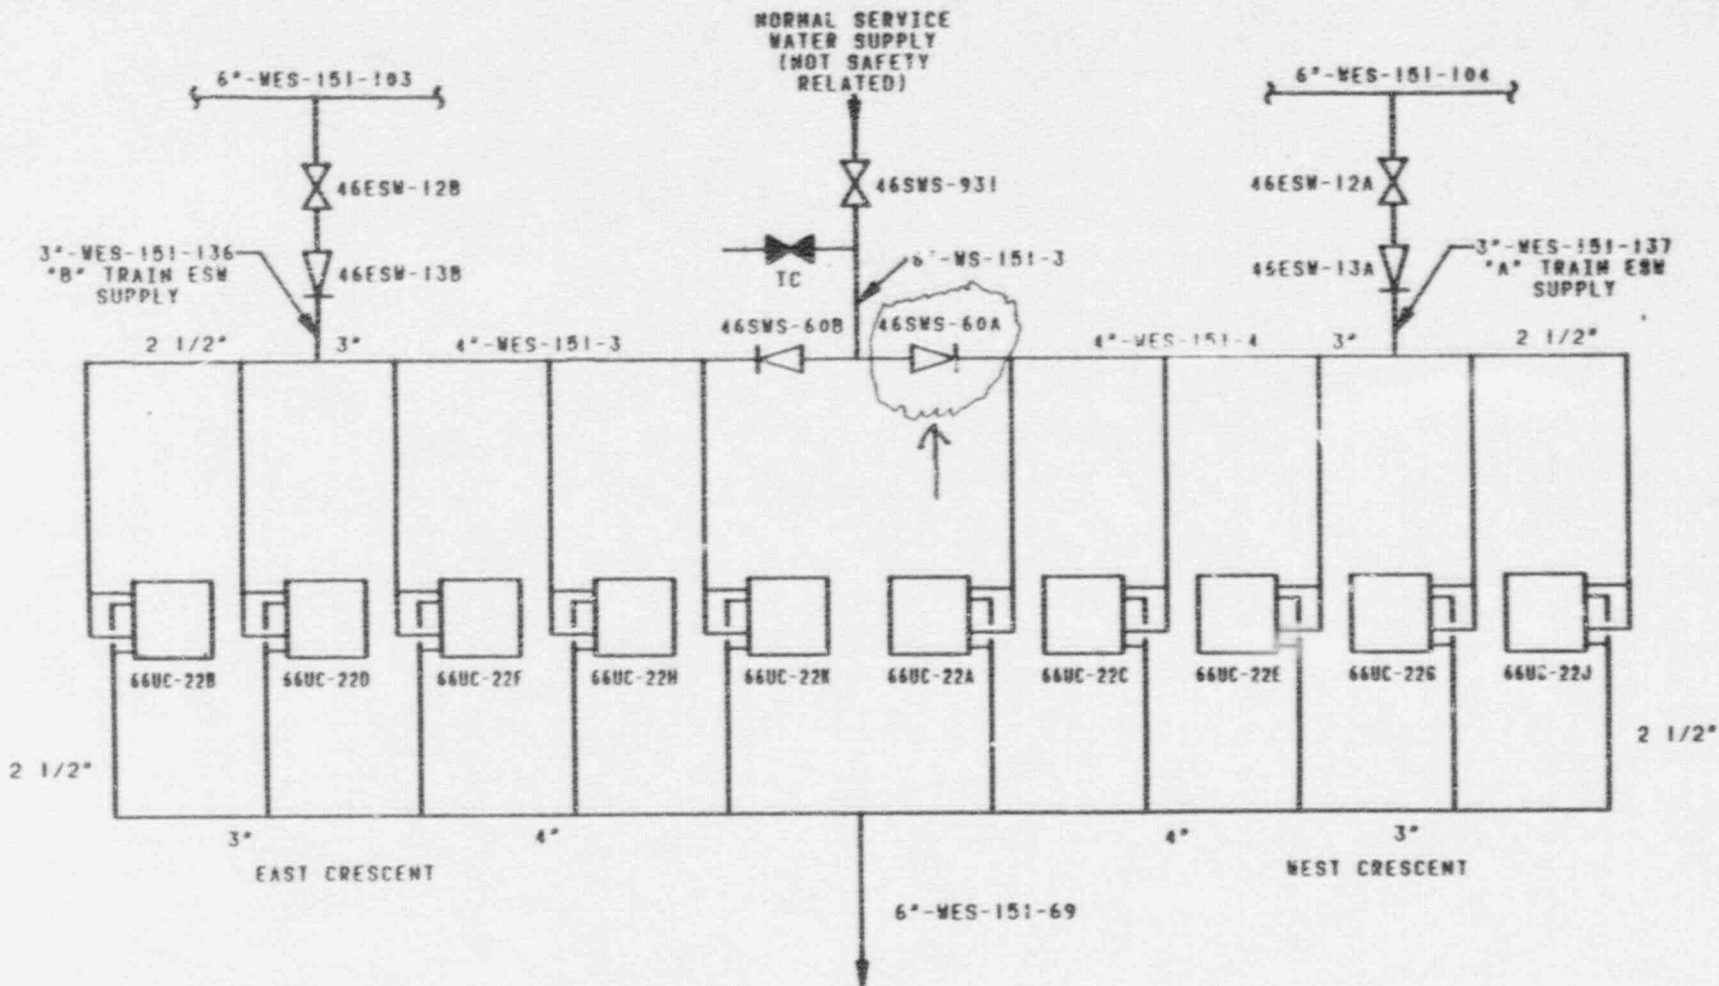 NORMAL SERVICE
WATER SUPPLY
(NOT SAFETY
RELATED)
6"-WES-151-103
6"-WES-151-104
46ESW-12B
46SWS-931
46ESW-12A
3"-WES-151-136
"B" TRAIN ESW
SUPPLY
46ESW-13B
TC
6"-WS-151-3
45ESW-13A
3"-WES-151-137
"A" TRAIN ESW
SUPPLY
46SWS-60B
46SWS-60A
2 1/2"
3"
4"-WES-151-3
4"-WES-151-4
3"
2 1/2"
66UC-22B
66UC-22D
66UC-22F
66UC-22H
66UC-22K
66UC-22A
66UC-22C
66UC-22E
66UC-22G
66UC-22J
2 1/2"
2 1/2"
3"
4"
4"
3"
EAST CRESCENT
WEST CRESCENT
6"-WES-151-69